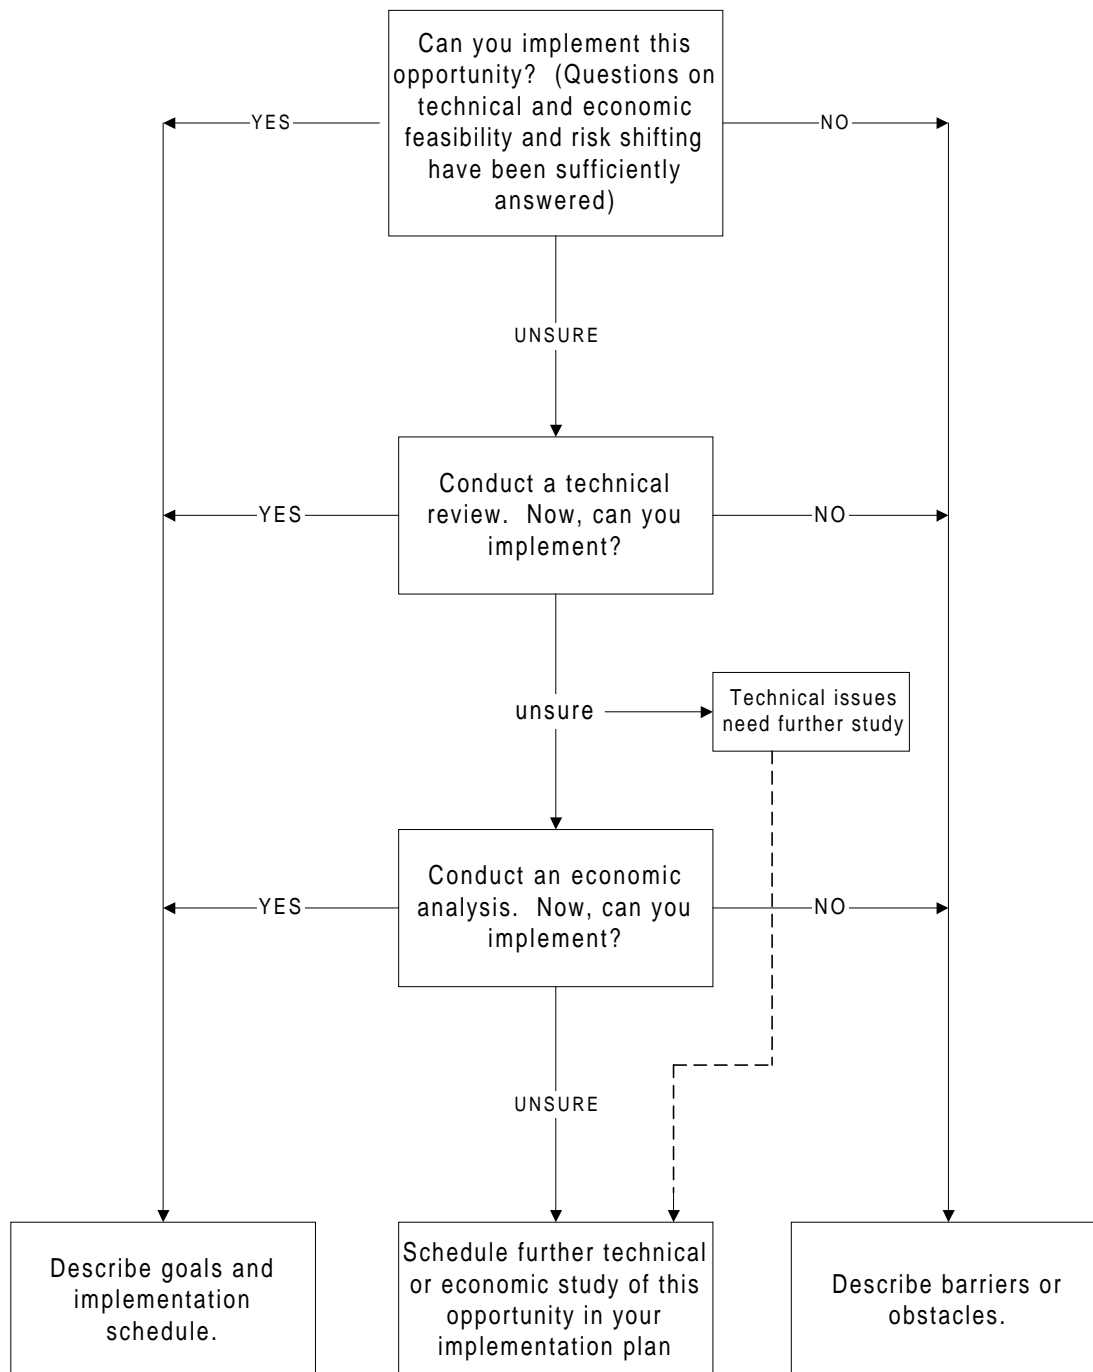 Can you implement this
opportunity? (Questions on
technical and economic
feasibility and risk shifting
have been sufficiently
answered)
YES
NO
UNSURE
Conduct a technical
review. Now, can you
implement?
YES
NO
unsure
Technical issues
need further study
Conduct an economic
analysis. Now, can you
implement?
YES
NO
UNSURE
Describe goals and
implementation
schedule.
Schedule further technical
or economic study of this
opportunity in your
implementation plan
Describe barriers or
obstacles.